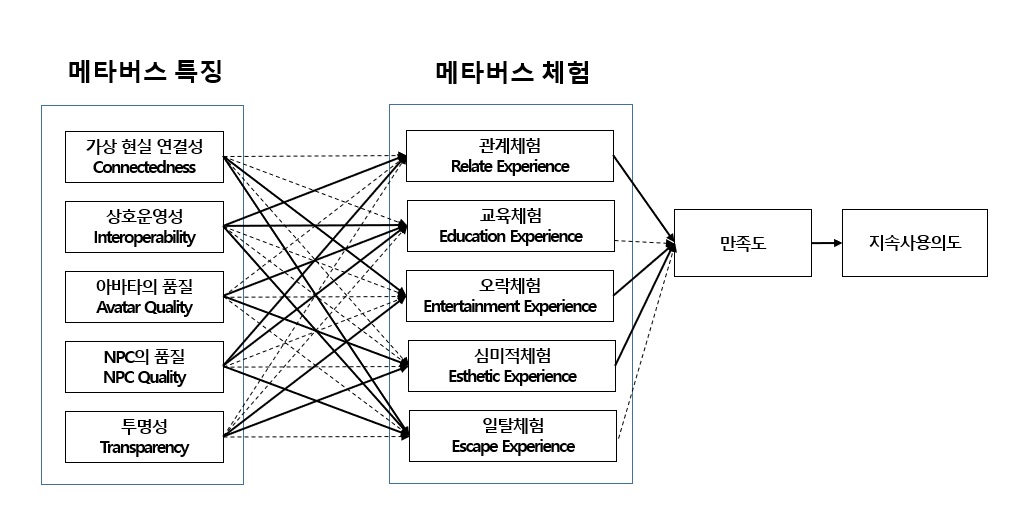 메타버스 특징
메타버스 체험
가상 현실 연결성
Connectedness
상호운영성
Interoperability
아바타의 품질
Avatar Quality
NPC의 품질
NPC Quality
투명성
Transparency
관계체험
Relate Experience
교육체험
Education Experience
오락체험
Entertainment Experience
심미적체험
Esthetic Experience
일탈체험
Escape Experience
만족도
지속사용의도